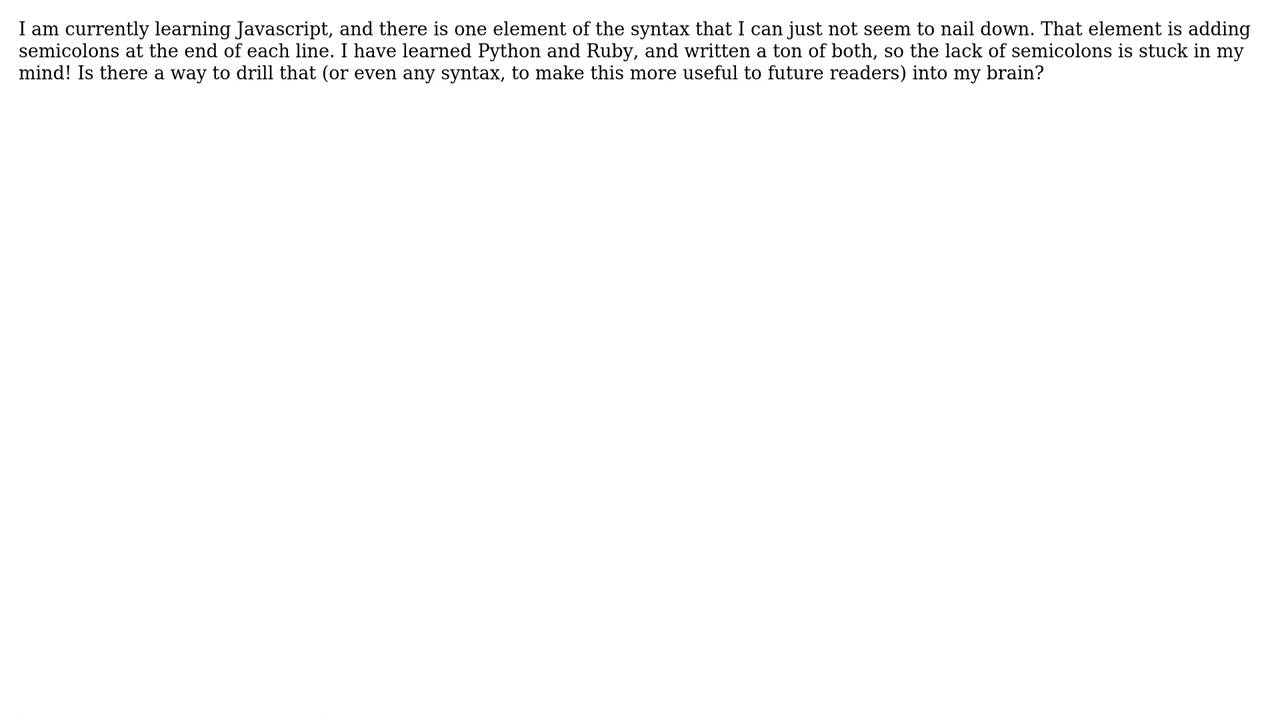 I am currently learning Javascript, and there is one element of the syntax that I can just not seem to nail down. That element is adding
semicolons at the end of each line. I have learned Python and Ruby, and written a ton of both, so the lack of semicolons is stuck in my
mind! Is there a way to drill that (or even any syntax, to make this more useful to future readers) into my brain?